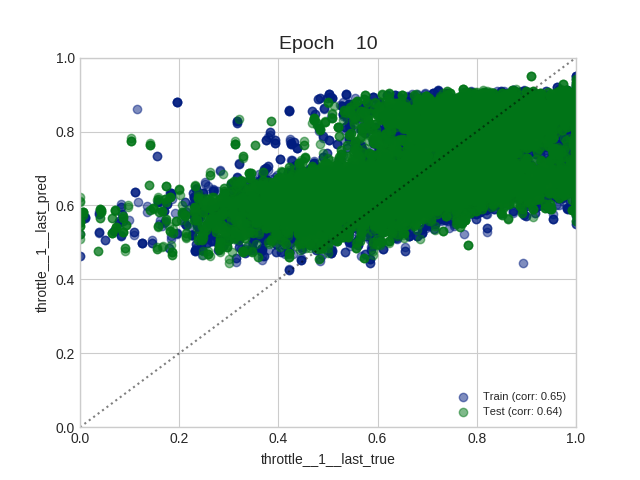 Epoch    10
1.0
0.8
0.6
0.4
0.2
0.0
throttle__1__last_pred
0.0 0.2 0.4 0.6 0.8 1.0
throttle__1__last_true
Train (corr: 0.65)
Test (corr: 0.64)